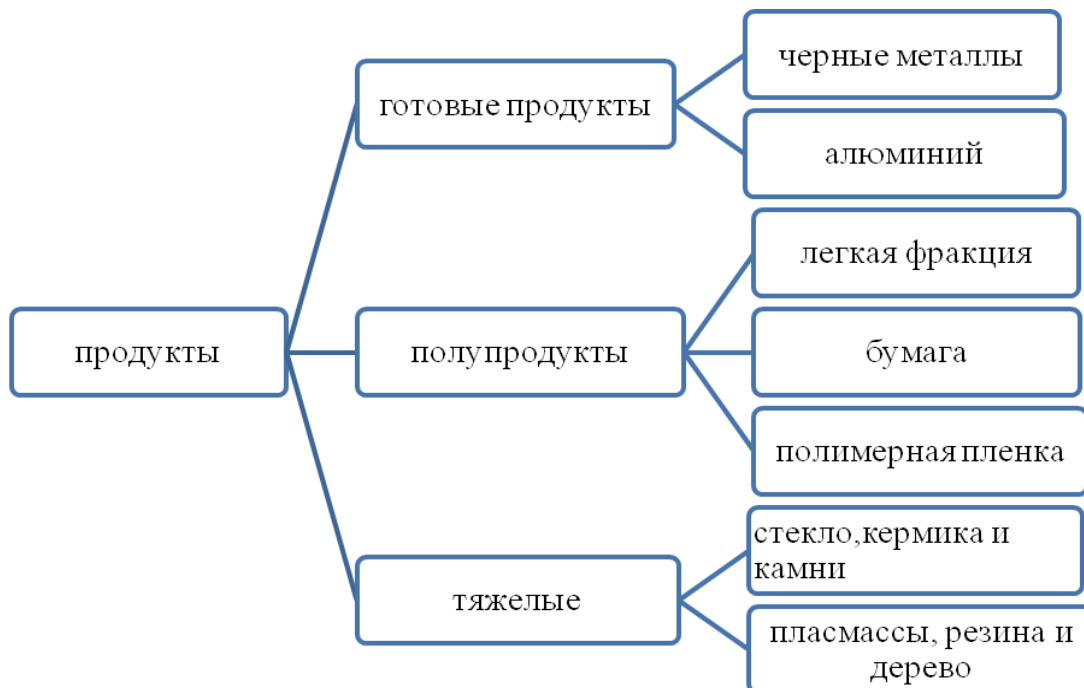 черные металлы
готовые продукты
алюминий
легкая фракция
продукты
полупродукты
бумага
полимерная пленка
стекло,кермика и
камни
тяжелые
пласмассы, резина и
дерево